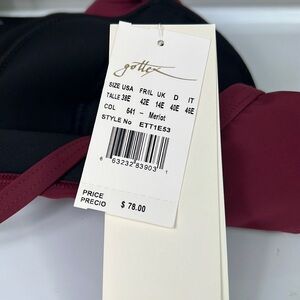 gottex
SIZE USA FR/IL UK D IT
TALLE 38E 42E 14E 40E 46E
COL 641 - Merlot
STYLE No ETT1E53
6 63232 83903 1
PRICE
PRECIO $ 78.00